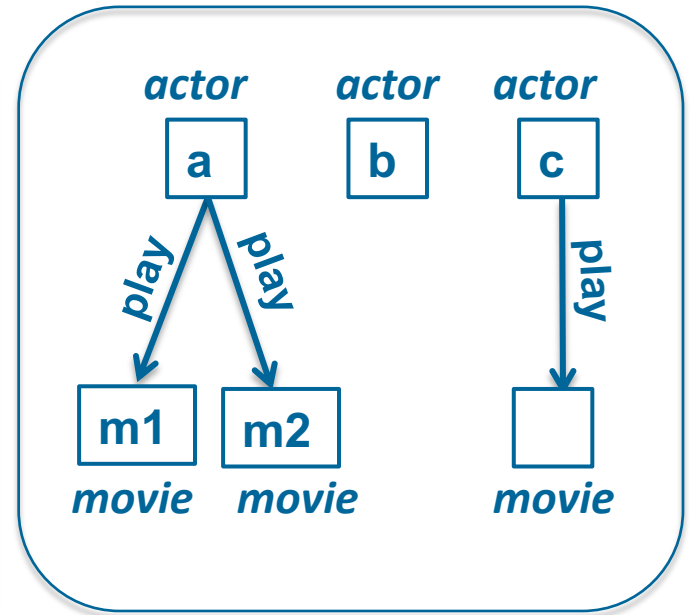 actor actor actor
a b c
play play play
m1 m2
movie movie movie